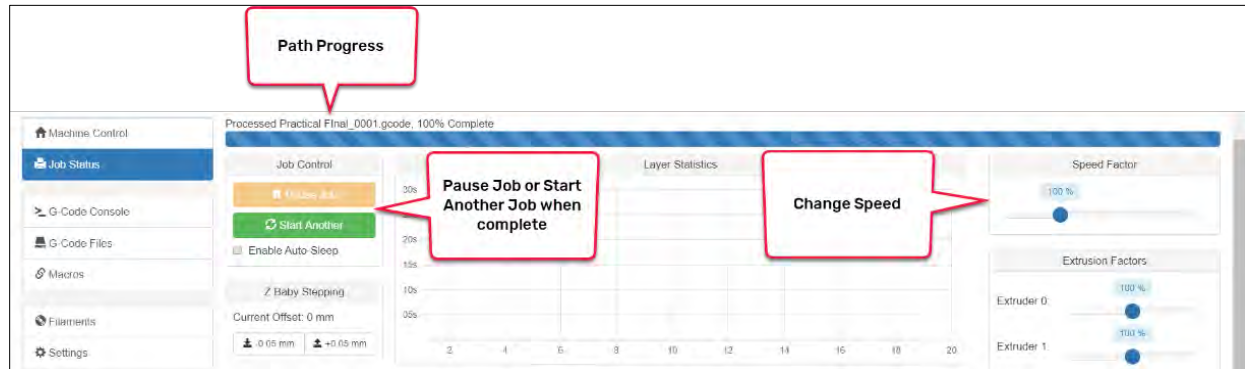 Path Progress
Processed Practical FInal_0001.gcode, 100% Complete
Machine Control
Job Status
G-Code Console
G-Code Files
Macros
Filaments
Settings
Job Control
Pause Job
Start Another
Enable Auto-Sleep
Z Baby Stepping
Current Offset: 0 mm
-0.05 mm
+0.05 mm
Pause Job or Start
Another Job when
complete
Layer Statistics
30s
20s
15s
10s
05s
2 4 6 8 10 12 14 16 18 20
Change Speed
Speed Factor
100 %
Extrusion Factors
100 %
Extruder 0:
100 %
Extruder 1: